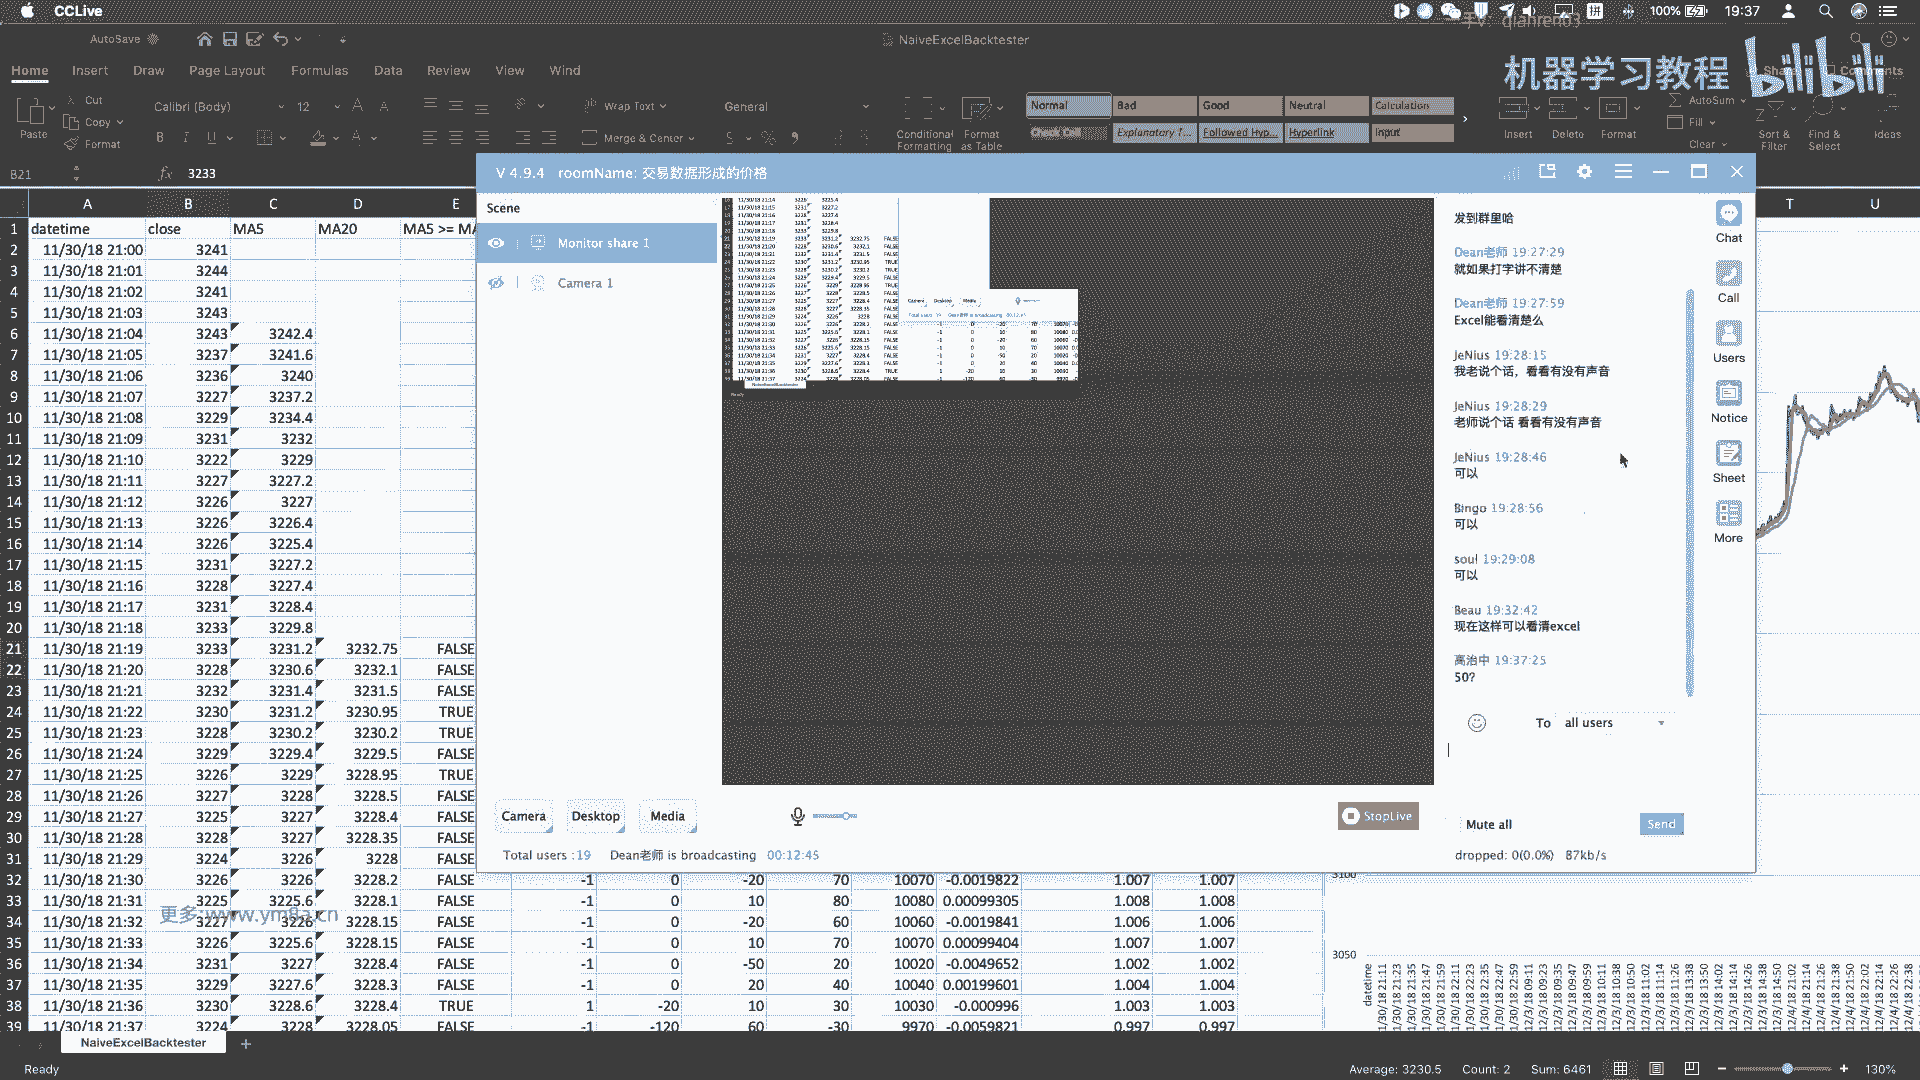 CCLive
100%
19:37
qianren03
AutoSave
NaiveExcelBacktester
机器学习教程
bilibili
Home Insert Draw Page Layout Formulas Data Review View Wind
Share Comments
Cut
Copy
Format
Paste
Calibri (Body) 12
B I U
Wrap Text
Merge & Center
General
Conditional Formatting
Format as Table
Normal Bad Good Neutral Calculation
Check Cell Explanatory T... Followed Hyp... Hyperlink Input
Insert Delete Format
AutoSum
Fill
Clear
Sort & Filter
Find & Select
Ideas
B21 fx 3233
V 4.9.4 roomName: 交易数据形成的价格
A B C D E T U
1 datetime close MA5 MA20 MA5 >= MA
2 11/30/18 21:00 3241
3 11/30/18 21:01 3244
4 11/30/18 21:02 3241
5 11/30/18 21:03 3243
6 11/30/18 21:04 3243 3242.4
7 11/30/18 21:05 3237 3241.6
8 11/30/18 21:06 3236 3240
9 11/30/18 21:07 3227 3237.2
10 11/30/18 21:08 3229 3234.4
11 11/30/18 21:09 3231 3232
12 11/30/18 21:10 3222 3229
13 11/30/18 21:11 3227 3227.2
14 11/30/18 21:12 3226 3227
15 11/30/18 21:13 3226 3226.4
16 11/30/18 21:14 3226 3225.4
17 11/30/18 21:15 3231 3227.2
18 11/30/18 21:16 3228 3227.4
19 11/30/18 21:17 3231 3228.4
20 11/30/18 21:18 3233 3229.8
21 11/30/18 21:19 3233 3231.2 3232.75 FALSE
22 11/30/18 21:20 3228 3230.6 3232.1 FALSE
23 11/30/18 21:21 3232 3231.4 3231.5 FALSE
24 11/30/18 21:22 3230 3231.2 3230.95 TRUE
25 11/30/18 21:23 3228 3230.2 3230.2 TRUE
26 11/30/18 21:24 3229 3229.4 3229.5 FALSE
27 11/30/18 21:25 3226 3229 3228.95 TRUE
28 11/30/18 21:26 3227 3228 3228.5 FALSE
29 11/30/18 21:27 3225 3227 3228.4 FALSE
30 11/30/18 21:28 3228 3227 3228.35 FALSE
31 11/30/18 21:29 3224 3226 3228 FALSE
32 11/30/18 21:30 3226 3226 3228.2 FALSE -1 0 -20 70 10070 -0.0019822 1.007 1.007
33 11/30/18 21:31 3225 3225.6 3228.1 FALSE -1 0 10 80 10080 0.00099305 1.008 1.008
34 11/30/18 21:32 3227 3226 3228.15 FALSE -1 0 -20 60 10060 -0.0019841 1.006 1.006
35 11/30/18 21:33 3226 3225.6 3228.15 FALSE -1 0 10 70 10070 0.00099404 1.007 1.007
36 11/30/18 21:34 3231 3227 3228.4 FALSE -1 0 -50 20 10020 -0.0049652 1.002 1.002
37 11/30/18 21:35 3229 3227.6 3228.3 FALSE -1 0 20 40 10040 0.00199601 1.004 1.004
38 11/30/18 21:36 3230 3228.6 3228.4 TRUE 1 -20 10 30 10030 -0.000996 1.003 1.003
39 11/30/18 21:37 3224 3228 3228.05 FALSE -1 -120 60 -30 9970 -0.0059821 0.997 0.997
更多:www.ym8a.cn
Scene
Monitor share 1
Camera 1
发到群里哈
Dean老师 19:27:29
就如果打字讲不清楚
Dean老师 19:27:59
Excel能看清楚么
JeNius 19:28:15
我老说个话，看看有没有声音
JeNius 19:28:29
老师说个话 看看有没有声音
JeNius 19:28:46
可以
Bingo 19:28:56
可以
soul 19:29:08
可以
Beau 19:32:42
现在这样可以看清excel
高治中 19:37:25
50?
To all users
Mute all
Send
Chat
Call
Users
Notice
Sheet
More
Camera Desktop Media
StopLive
Total users :19 Dean老师 is broadcasting 00:12:45
dropped: 0(0.0%) 87kb/s
3100
3050
datetime
NaiveExcelBacktester
Ready
Average: 3230.5 Count: 2 Sum: 6461
130%